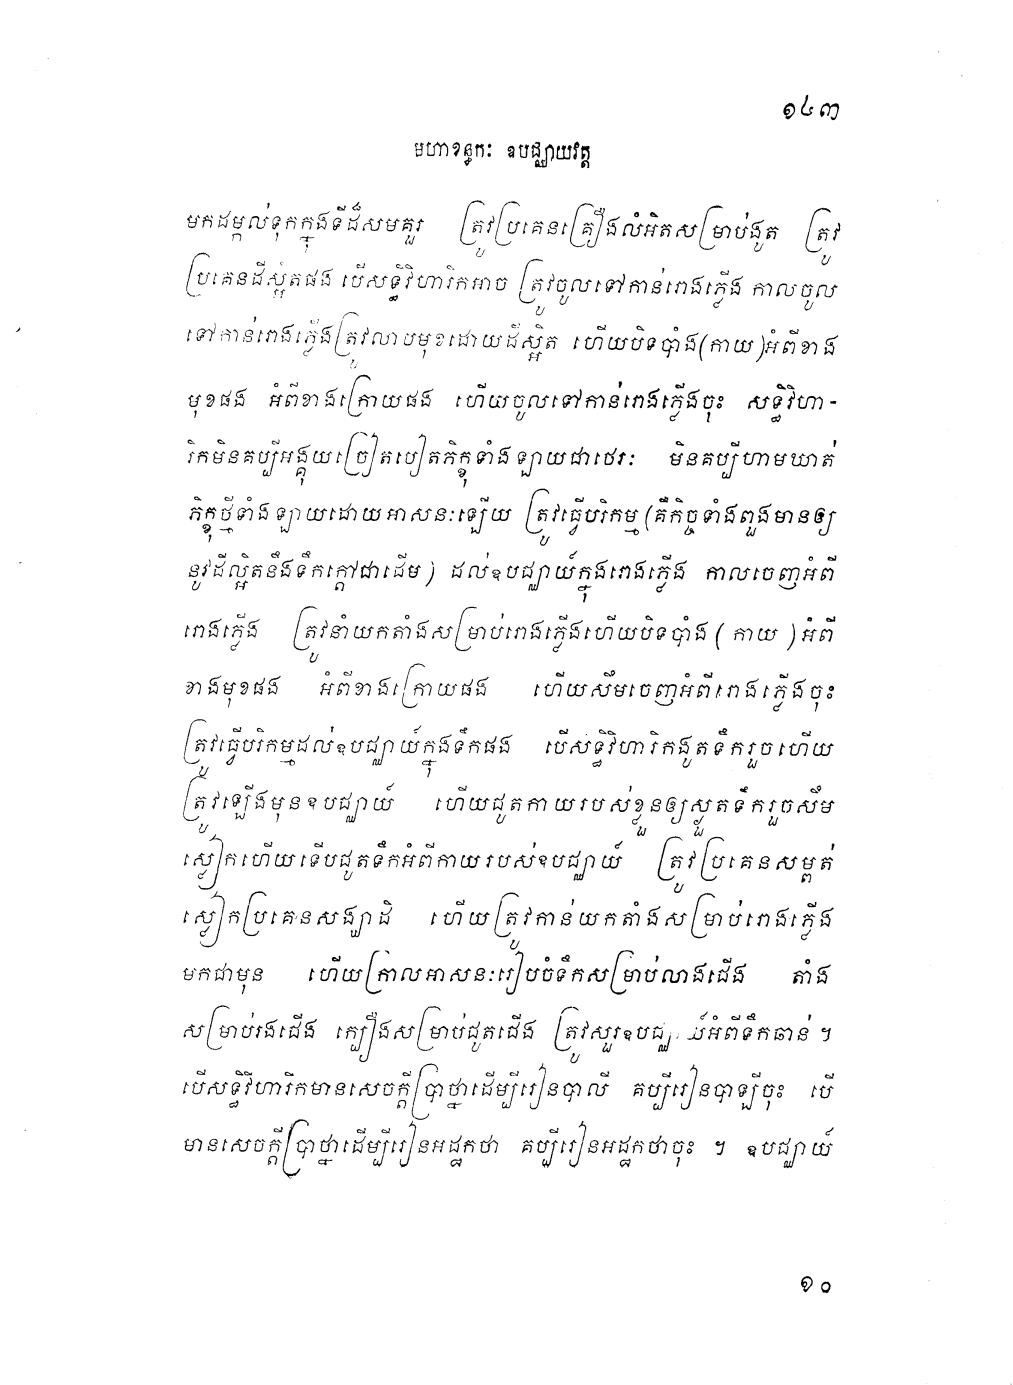 ១៤៣
មហាខន្ធកៈ ឧបជ្ឈាយវត្ត
មកដម្កល់ទុកក្នុងទីដ៏សមគួរ ត្រូវប្រគេនគ្រឿងលំអិតសម្រាប់ងូត ត្រូវ
ប្រគេនដីស្អិតផង បើសទ្ធិវិហារិកអាច ត្រូវចូលទៅកាន់រោងភ្លើង កាលចូល
ទៅកាន់រោងភ្លើងត្រូវលាបមុខដោយដីស្អិត ហើយបិទបាំង(កាយ)អំពីខាង
មុខផង អំពីខាងក្រោយផង ហើយចូលទៅកាន់រោងភ្លើងចុះ សទ្ធិវិហា-
រិកមិនគប្បីអង្គុយច្រៀតបៀតភិក្ខុទាំងឡាយជាថេរៈ មិនគប្បីហាមឃាត់
ភិក្ខុថ្មីទាំងឡាយដោយអាសនៈឡើយ ត្រូវធ្វើបរិកម្ម(គឺកិច្ចទាំងពួងមានឲ្យ
នូវដីល្អិតនឹងទឹកក្តៅជាដើម) ដល់ឧបជ្ឈាយ៍ក្នុងរោងភ្លើង កាលចេញអំពី
រោងភ្លើង ត្រូវនាំយកតាំងសម្រាប់រោងភ្លើងហើយបិទបាំង( កាយ )អំពី
ខាងមុខផង អំពីខាងក្រោយផង ហើយសឹមចេញអំពីរោងភ្លើងចុះ
ត្រូវធ្វើបរិកម្មដល់ឧបជ្ឈាយ៍ក្នុងទឹកផង បើសទ្ធិវិហារិកងូតទឹករួចហើយ
ត្រូវឡើងមុនឧបជ្ឈាយ៍ ហើយជូតកាយរបស់ខ្លួនឲ្យស្ងួតទឹករួចសឹម
ស្លៀកហើយទើបជូតទឹកអំពីកាយរបស់ឧបជ្ឈាយ៍ ត្រូវប្រគេនសម្ពត់
ស្លៀកប្រគេនសង្ឃាដិ ហើយត្រូវកាន់យកតាំងសម្រាប់រោងភ្លើង
មកជាមុន ហើយក្រាលអាសនៈរៀបចំទឹកសម្រាប់លាងជើង តាំង
សម្រាប់រងជើង ក្បឿងសម្រាប់ជូតជើង ត្រូវសួរឧបជ្ឈាយ៍អំពីទឹកឆាន់ ។
បើសទ្ធិវិហារិកមានសេចក្តីប្រាថ្នាដើម្បីរៀនបាលី គប្បីរៀនបាឡីចុះ បើ
មានសេចក្តីប្រាថ្នាដើម្បីរៀនអដ្ឋកថា គប្បីរៀនអដ្ឋកថាចុះ ។ ឧបជ្ឈាយ៍
១០